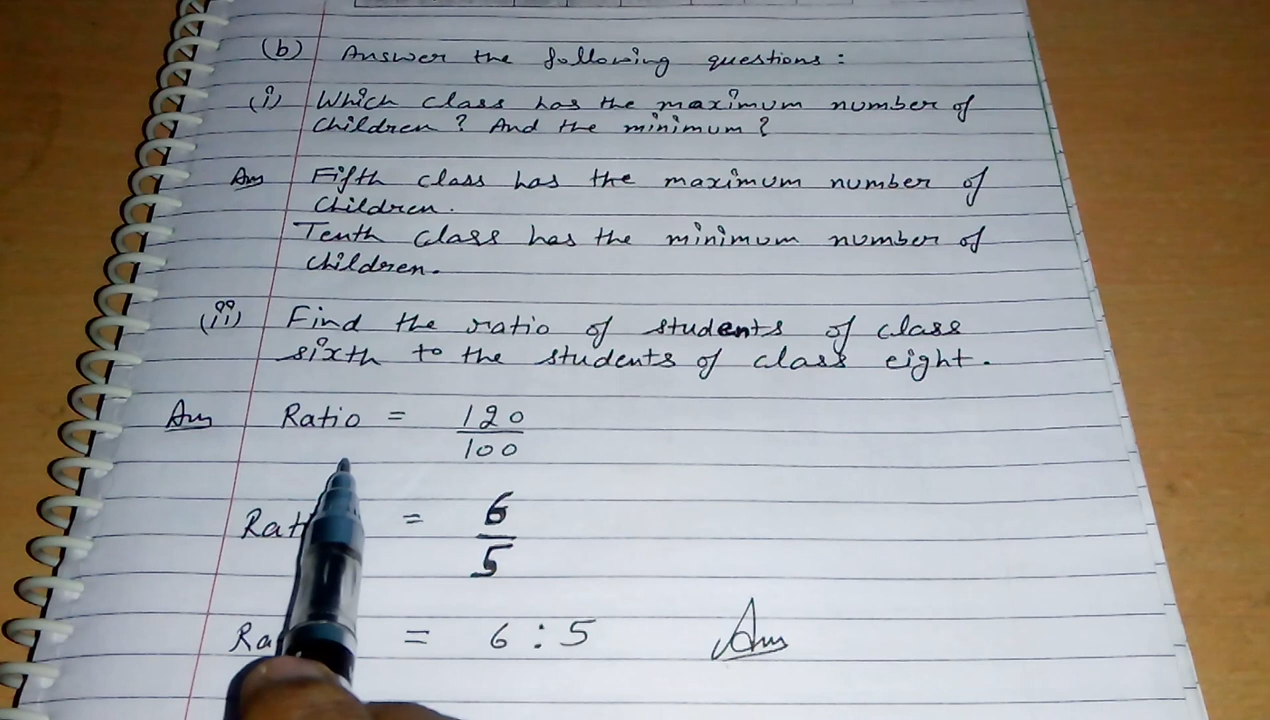 (b) Answer the following questions :
(i) Which class has the maximum number of
children ? And the minimum ?
Ans Fifth class has the maximum number of
children.
Tenth class has the minimum number of
children.
(ii) Find the ratio of students of class
sixth to the students of class eight.
Ans Ratio = 120
100
Rati = 6
5
Ra = 6 : 5 Ans